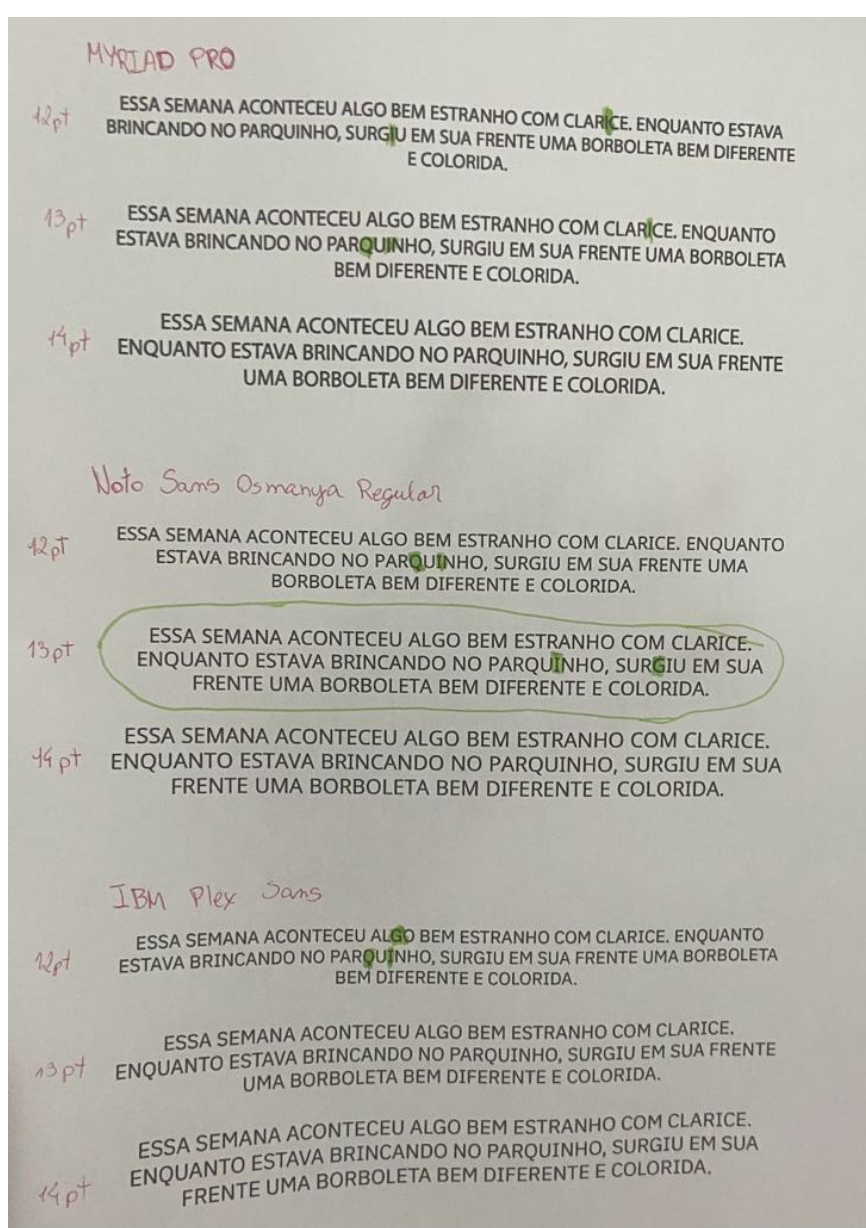 MYRIAD PRO
12pt
ESSA SEMANA ACONTECEU ALGO BEM ESTRANHO COM CLARICE. ENQUANTO ESTAVA
BRINCANDO NO PARQUINHO, SURGIU EM SUA FRENTE UMA BORBOLETA BEM DIFERENTE
E COLORIDA.
13pt
ESSA SEMANA ACONTECEU ALGO BEM ESTRANHO COM CLARICE. ENQUANTO
ESTAVA BRINCANDO NO PARQUINHO, SURGIU EM SUA FRENTE UMA BORBOLETA
BEM DIFERENTE E COLORIDA.
14pt
ESSA SEMANA ACONTECEU ALGO BEM ESTRANHO COM CLARICE.
ENQUANTO ESTAVA BRINCANDO NO PARQUINHO, SURGIU EM SUA FRENTE
UMA BORBOLETA BEM DIFERENTE E COLORIDA.
Noto Sans Osmanya Regular
12pt
ESSA SEMANA ACONTECEU ALGO BEM ESTRANHO COM CLARICE. ENQUANTO
ESTAVA BRINCANDO NO PARQUINHO, SURGIU EM SUA FRENTE UMA
BORBOLETA BEM DIFERENTE E COLORIDA.
13pt
ESSA SEMANA ACONTECEU ALGO BEM ESTRANHO COM CLARICE.
ENQUANTO ESTAVA BRINCANDO NO PARQUINHO, SURGIU EM SUA
FRENTE UMA BORBOLETA BEM DIFERENTE E COLORIDA.
14 pt
ESSA SEMANA ACONTECEU ALGO BEM ESTRANHO COM CLARICE.
ENQUANTO ESTAVA BRINCANDO NO PARQUINHO, SURGIU EM SUA
FRENTE UMA BORBOLETA BEM DIFERENTE E COLORIDA.
IBM Plex Sans
12pt
ESSA SEMANA ACONTECEU ALGO BEM ESTRANHO COM CLARICE. ENQUANTO
ESTAVA BRINCANDO NO PARQUINHO, SURGIU EM SUA FRENTE UMA BORBOLETA
BEM DIFERENTE E COLORIDA.
13pt
ESSA SEMANA ACONTECEU ALGO BEM ESTRANHO COM CLARICE.
ENQUANTO ESTAVA BRINCANDO NO PARQUINHO, SURGIU EM SUA FRENTE
UMA BORBOLETA BEM DIFERENTE E COLORIDA.
14pt
ESSA SEMANA ACONTECEU ALGO BEM ESTRANHO COM CLARICE.
ENQUANTO ESTAVA BRINCANDO NO PARQUINHO, SURGIU EM SUA
FRENTE UMA BORBOLETA BEM DIFERENTE E COLORIDA.